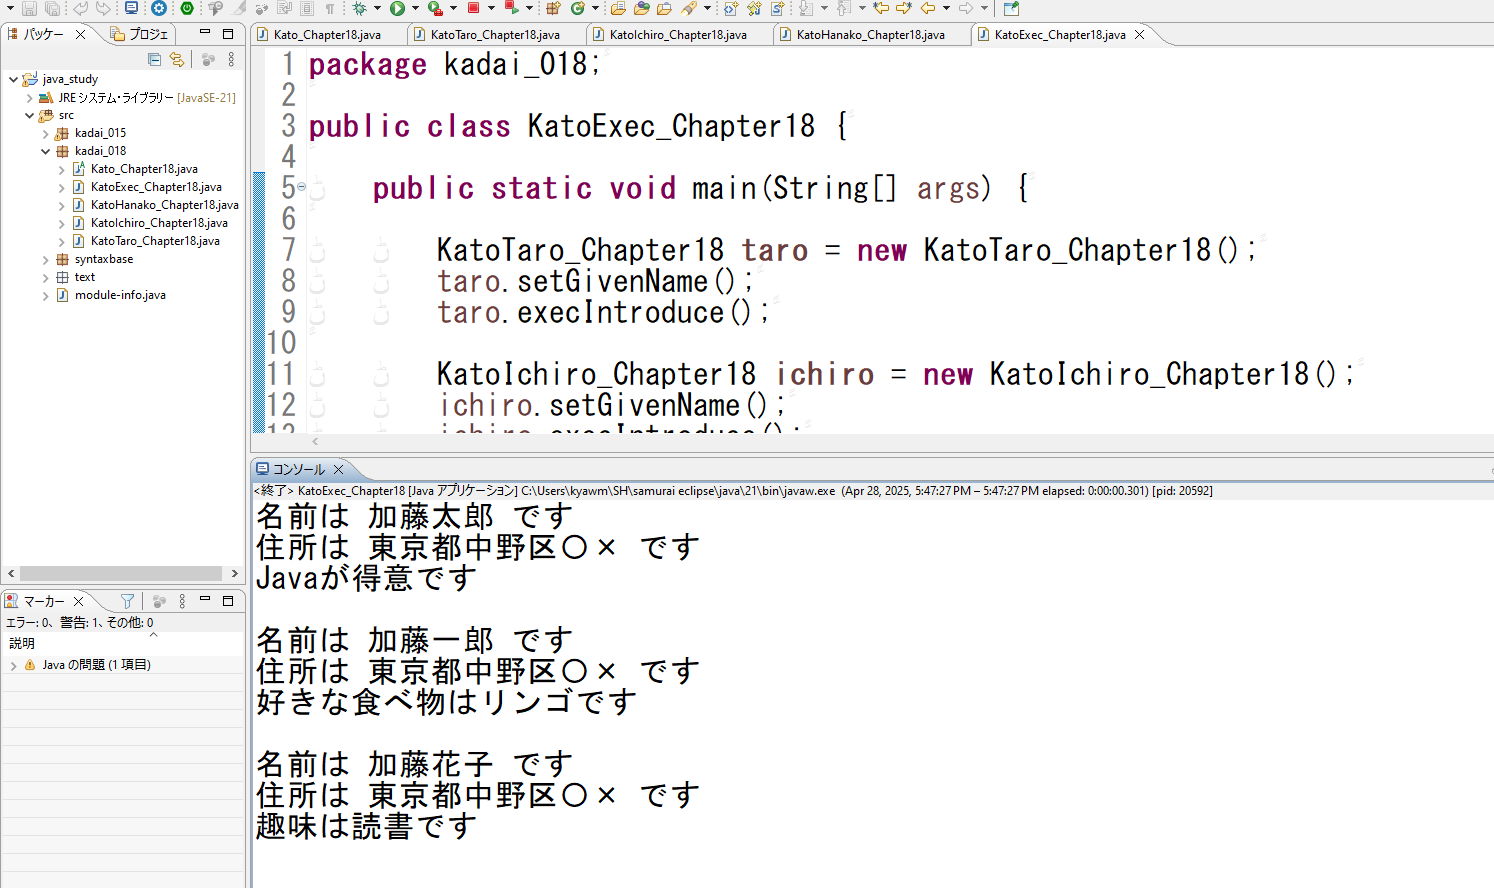 パッケー
プロジェ
java_study
JRE システム・ライブラリー [JavaSE-21]
src
kadai_015
kadai_018
Kato_Chapter18.java
KatoExec_Chapter18.java
KatoHanako_Chapter18.java
KatoIchiro_Chapter18.java
KatoTaro_Chapter18.java
syntaxbase
text
module-info.java
マーカー
エラー: 0、警告: 1、その他: 0
説明
Java の問題 (1 項目)
Kato_Chapter18.java
KatoTaro_Chapter18.java
KatoIchiro_Chapter18.java
KatoHanako_Chapter18.java
KatoExec_Chapter18.java
1 package kadai_018;
2
3 public class KatoExec_Chapter18 {
4
5 public static void main(String[] args) {
6
7 KatoTaro_Chapter18 taro = new KatoTaro_Chapter18();
8 taro.setGivenName();
9 taro.execIntroduce();
10
11 KatoIchiro_Chapter18 ichiro = new KatoIchiro_Chapter18();
12 ichiro.setGivenName();
13 ichiro.execIntroduce();
コンソール
<終了> KatoExec_Chapter18 [Java アプリケーション] C:\Users\kyawm\SH\samurai eclipse\java\21\bin\javaw.exe (Apr 28, 2025, 5:47:27 PM – 5:47:27 PM elapsed: 0:00:00.301) [pid: 20592]
名前は 加藤太郎 です
住所は 東京都中野区〇× です
Javaが得意です
名前は 加藤一郎 です
住所は 東京都中野区〇× です
好きな食べ物はリンゴです
名前は 加藤花子 です
住所は 東京都中野区〇× です
趣味は読書です